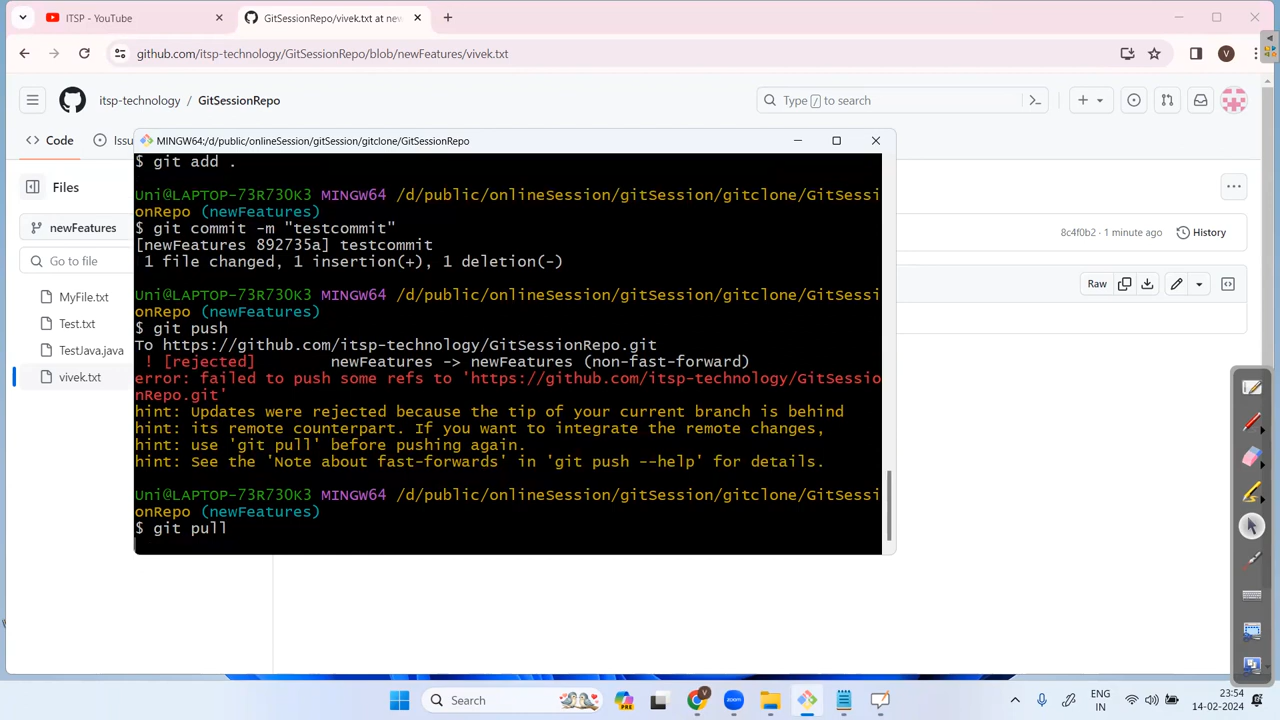 ITSP - YouTube
GitSessionRepo/vivek.txt at new
github.com/itsp-technology/GitSessionRepo/blob/newFeatures/vivek.txt
V
itsp-technology / GitSessionRepo
Type / to search
Code
Issu
MINGW64:/d/public/onlineSession/gitSession/gitclone/GitSessionRepo
Files
newFeatures
8c4f0b2 · 1 minute ago
History
Go to file
Raw
MyFile.txt
Test.txt
TestJava.java
vivek.txt
$ git add .
Uni@LAPTOP-73R73OK3 MINGW64 /d/public/onlineSession/gitSession/gitclone/GitSessi
onRepo (newFeatures)
$ git commit -m "testcommit"
[newFeatures 892735a] testcommit
1 file changed, 1 insertion(+), 1 deletion(-)
Uni@LAPTOP-73R73OK3 MINGW64 /d/public/onlineSession/gitSession/gitclone/GitSessi
onRepo (newFeatures)
$ git push
To https://github.com/itsp-technology/GitSessionRepo.git
! [rejected] newFeatures -> newFeatures (non-fast-forward)
error: failed to push some refs to 'https://github.com/itsp-technology/GitSessio
nRepo.git'
hint: Updates were rejected because the tip of your current branch is behind
hint: its remote counterpart. If you want to integrate the remote changes,
hint: use 'git pull' before pushing again.
hint: See the 'Note about fast-forwards' in 'git push --help' for details.
Uni@LAPTOP-73R73OK3 MINGW64 /d/public/onlineSession/gitSession/gitclone/GitSessi
onRepo (newFeatures)
$ git pull
Search
PRE
V
zoom
ENG
IN
23:54
14-02-2024